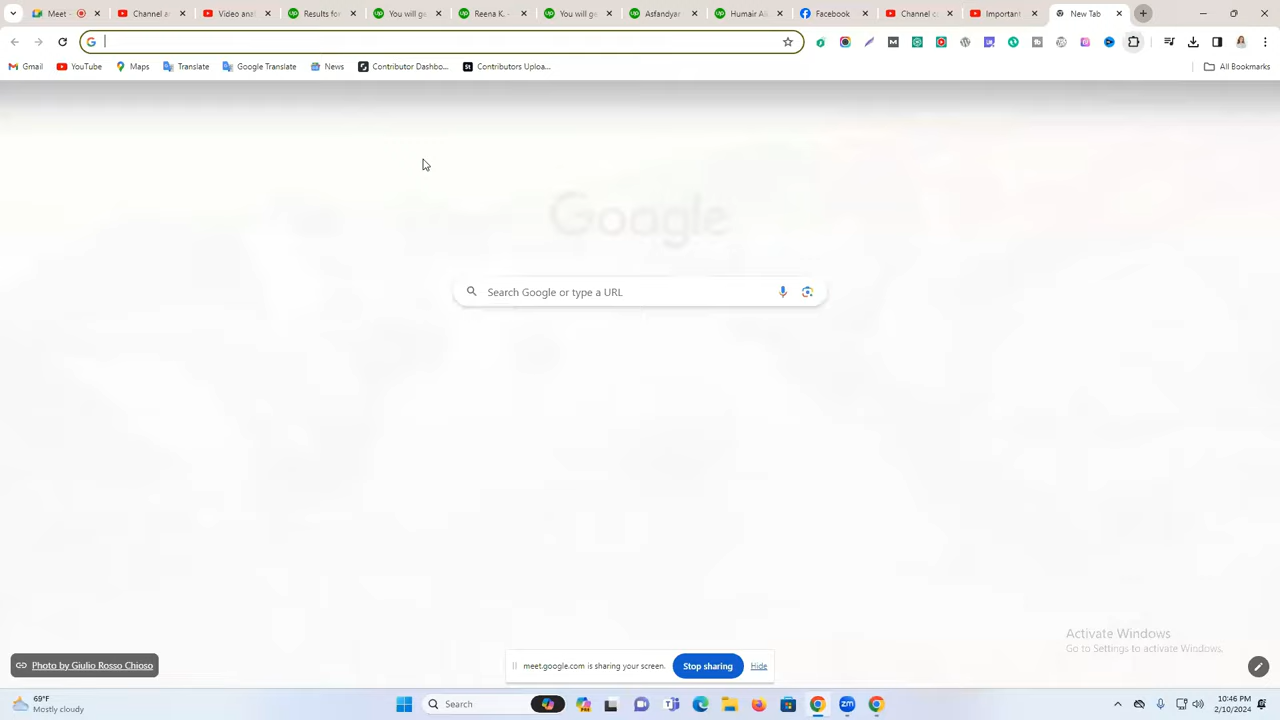 Meet -
Channel a
Video anal
Results for
You will g
Reena K.
You will g
Asfandya
Humair Al
Facebook
Channel c
Important
New Tab
Gmail
YouTube
Maps
Translate
Google Translate
News
Contributor Dashbo...
Contributors Uploa...
All Bookmarks
Google
Search Google or type a URL
Activate Windows
Go to Settings to activate Windows.
Photo by Giulio Rosso Chioso
meet.google.com is sharing your screen.
Stop sharing
Hide
69°F
Mostly cloudy
Search
zm
10:46 PM
2/10/2024